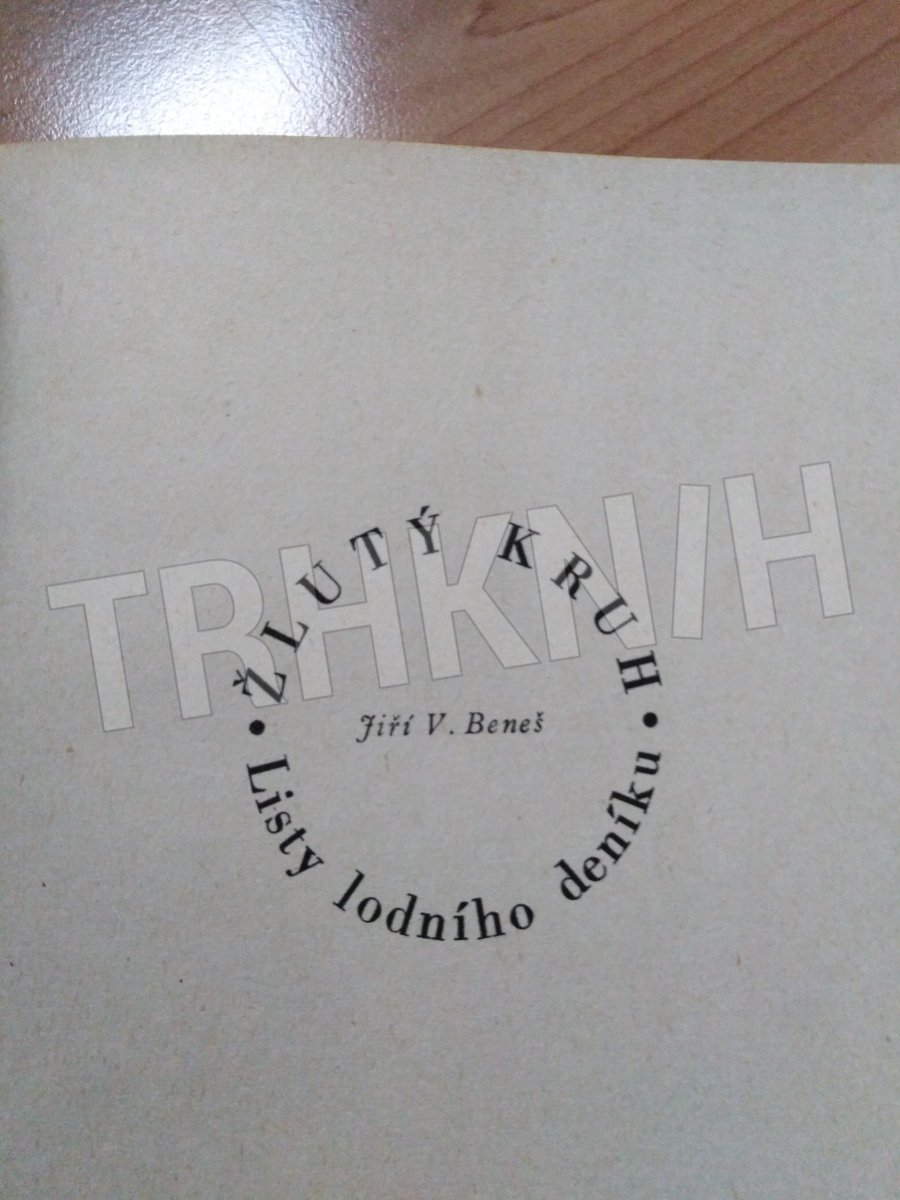 ŽLUTÝ KRUH
Jiří V. Beneš
• Listy lodního deníku •
TRHKNIH